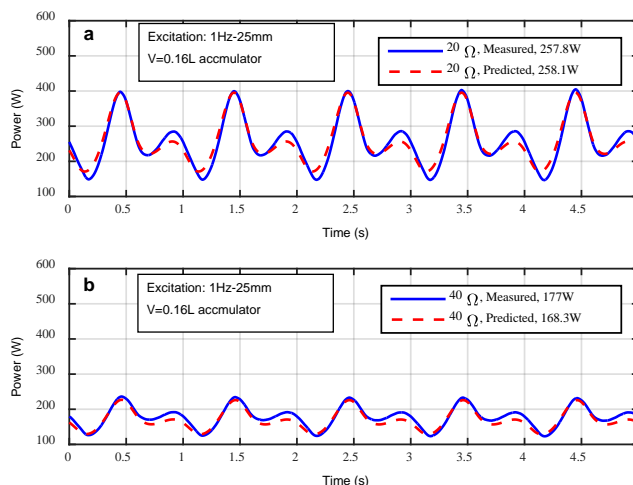 600
a
Excitation: 1Hz-25mm
V=0.16L accmulator
20 Ω, Measured, 257.8W
20 Ω, Predicted, 258.1W
500
400
300
200
100
Power (W)
0 0.5 1 1.5 2 2.5 3 3.5 4 4.5
Time (s)
600
b
Excitation: 1Hz-25mm
V=0.16L accmulator
40 Ω, Measured, 177W
40 Ω, Predicted, 168.3W
500
400
300
200
100
Power (W)
0 0.5 1 1.5 2 2.5 3 3.5 4 4.5
Time (s)